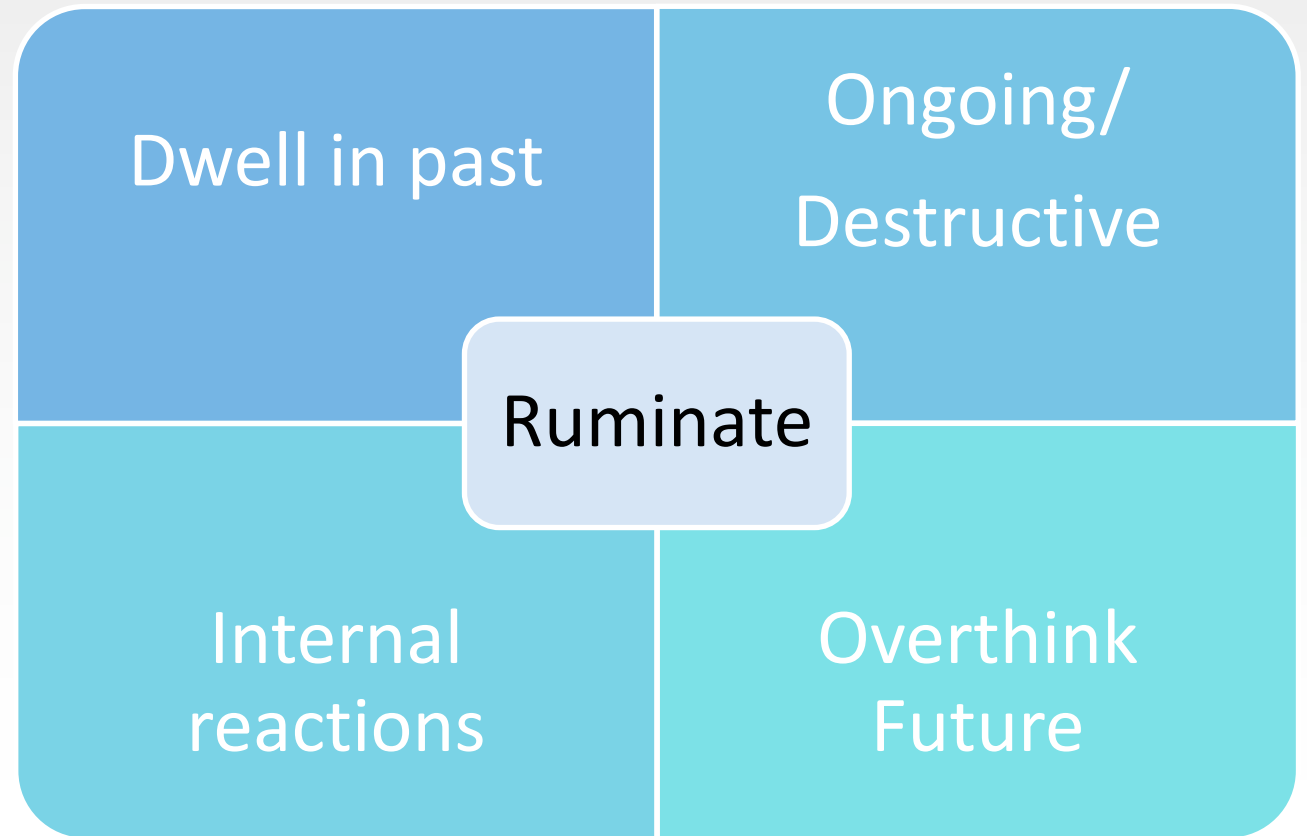 Dwell in past
Ongoing/
Destructive
Ruminate
Internal
reactions
Overthink
Future